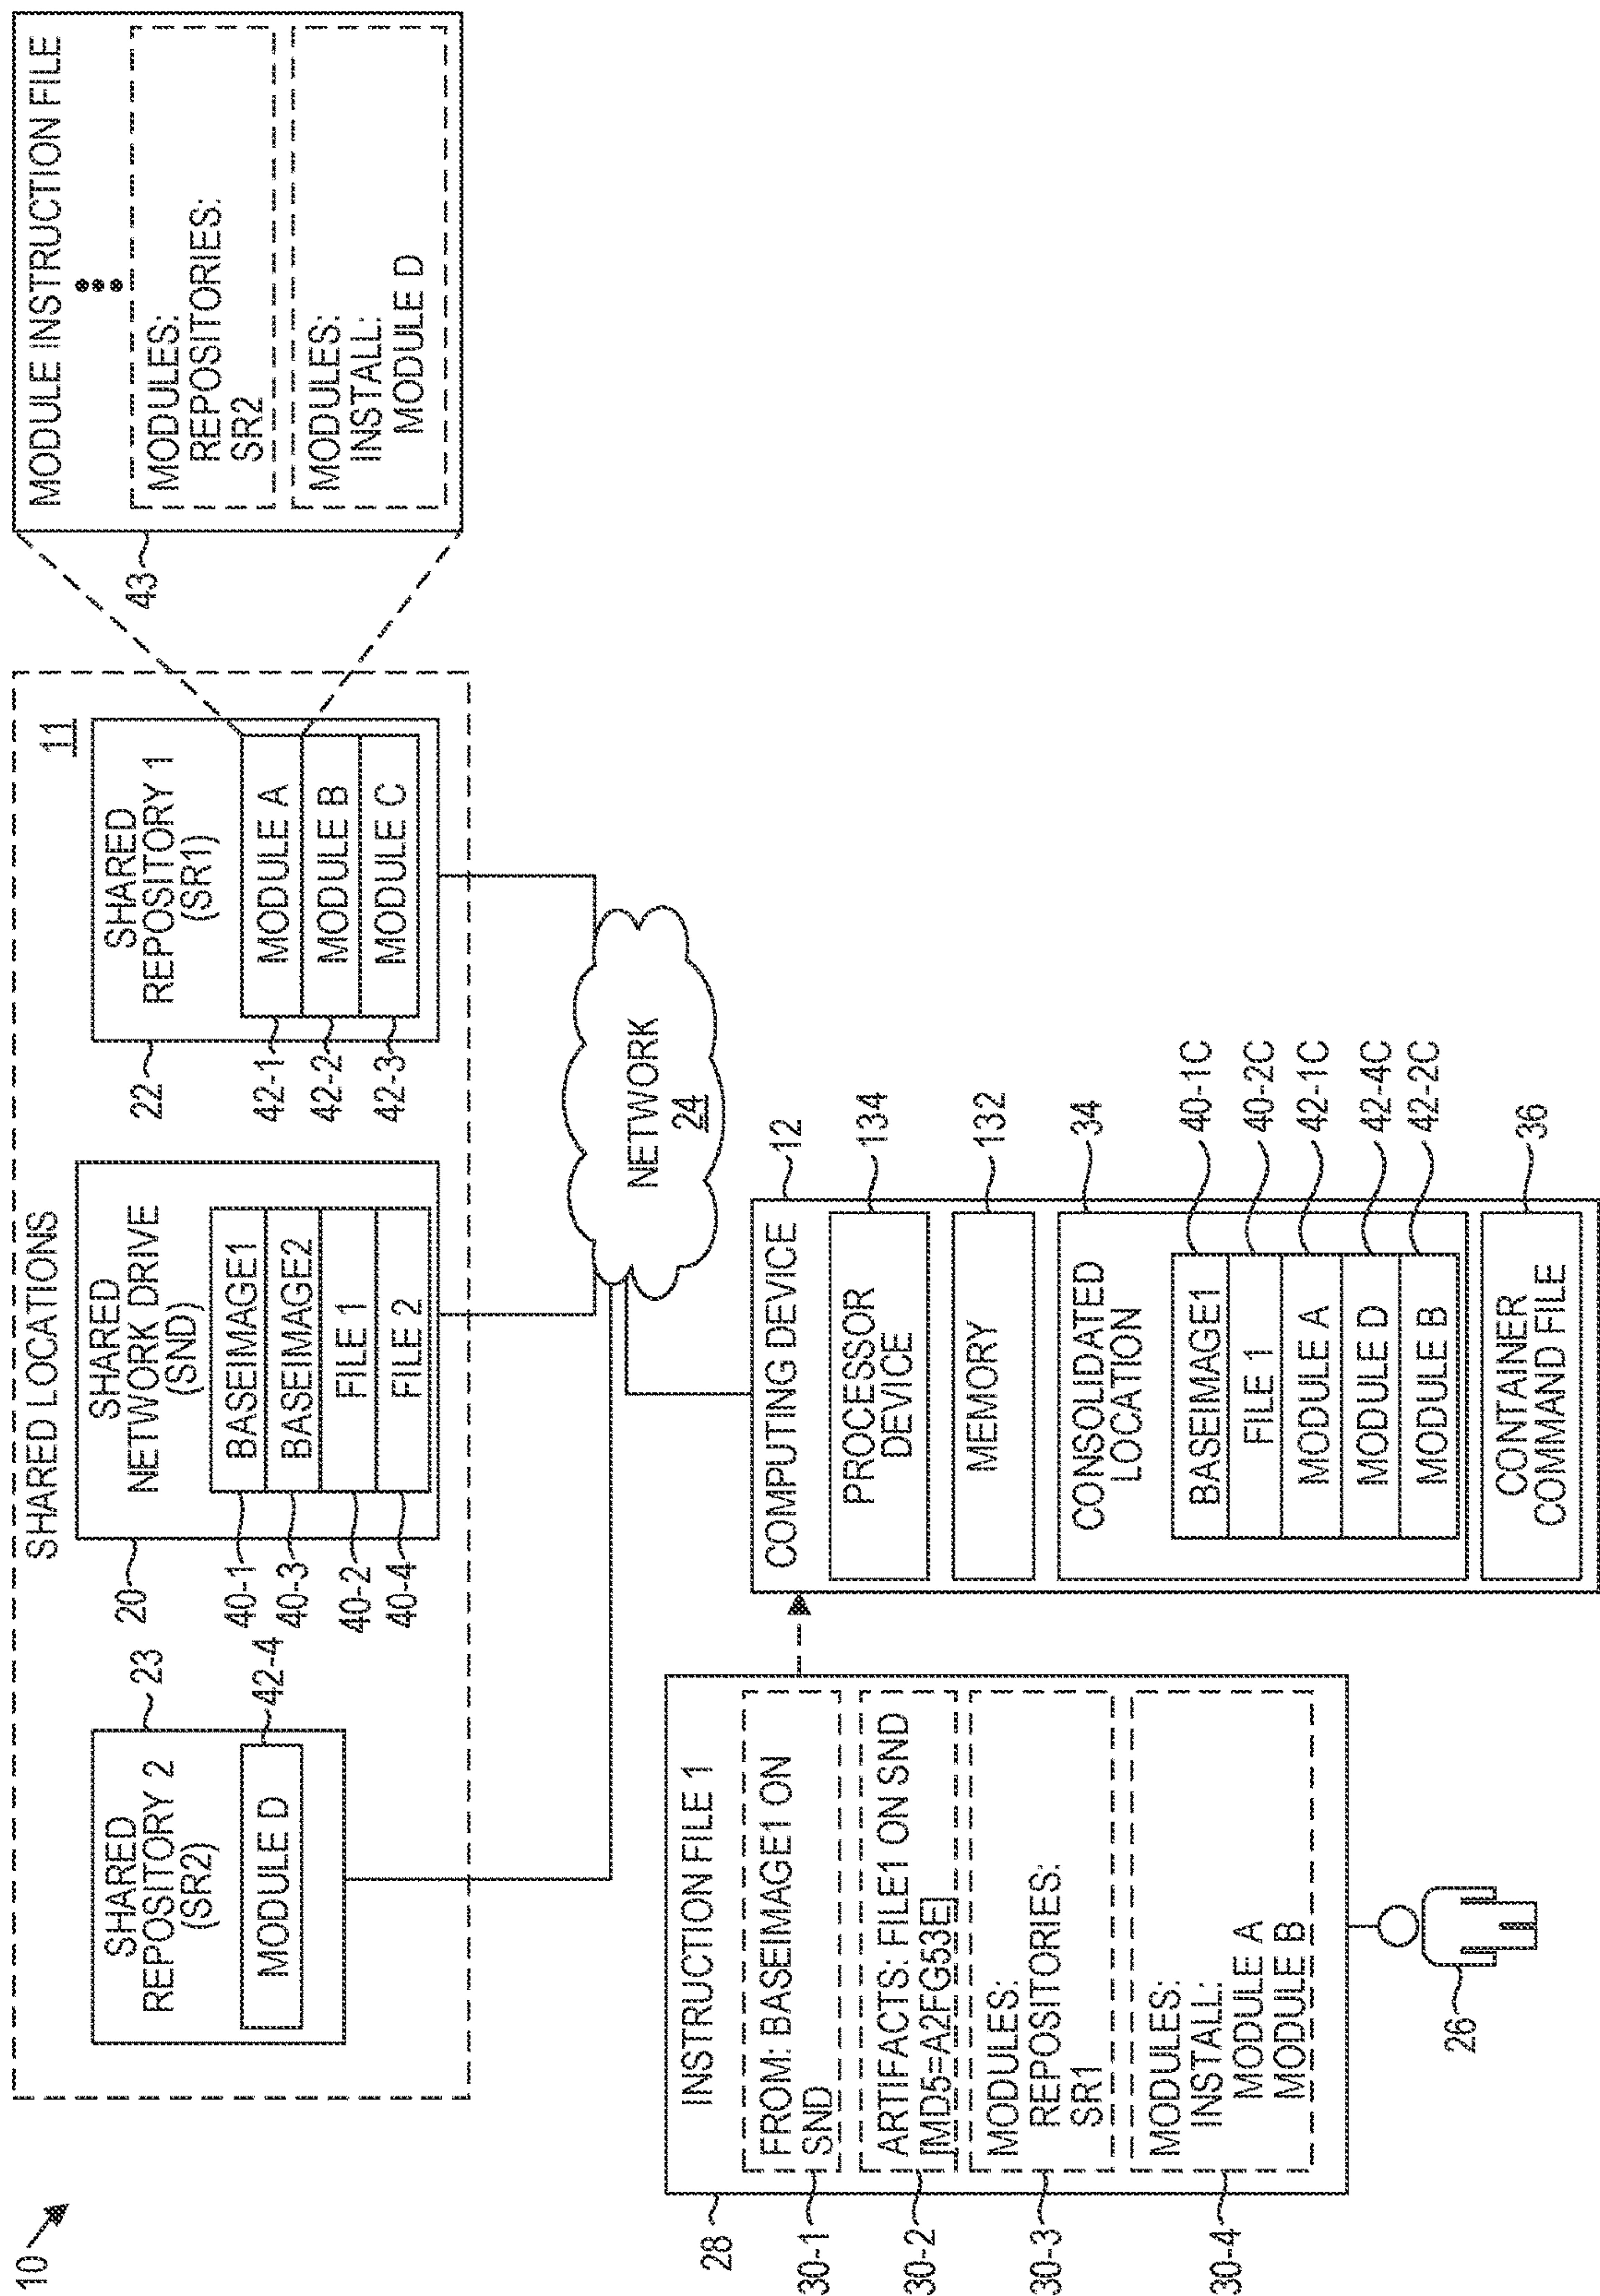 10
SHARED LOCATIONS
11
SHARED
REPOSITORY 2
(SR2)
MODULE D
23
42-4
SHARED
NETWORK DRIVE
(SND)
BASEIMAGE1
BASEIMAGE2
FILE 1
FILE 2
20
40-1
40-3
40-2
40-4
SHARED
REPOSITORY 1
(SR1)
MODULE A
MODULE B
MODULE C
22
42-1
42-2
42-3
MODULE INSTRUCTION FILE
MODULES:
REPOSITORIES:
SR2
MODULES:
INSTALL:
MODULE D
43
NETWORK
24
INSTRUCTION FILE 1
FROM: BASEIMAGE1 ON
SND
ARTIFACTS: FILE1 ON SND
[MD5=A2FG53E]
MODULES:
REPOSITORIES:
SR1
MODULES:
INSTALL:
MODULE A
MODULE B
28
30-1
30-2
30-3
30-4
26
COMPUTING DEVICE
PROCESSOR
DEVICE
MEMORY
CONSOLIDATED
LOCATION
BASEIMAGE1
FILE 1
MODULE A
MODULE D
MODULE B
CONTAINER
COMMAND FILE
12
134
132
34
40-1C
40-2C
42-1C
42-4C
42-2C
36